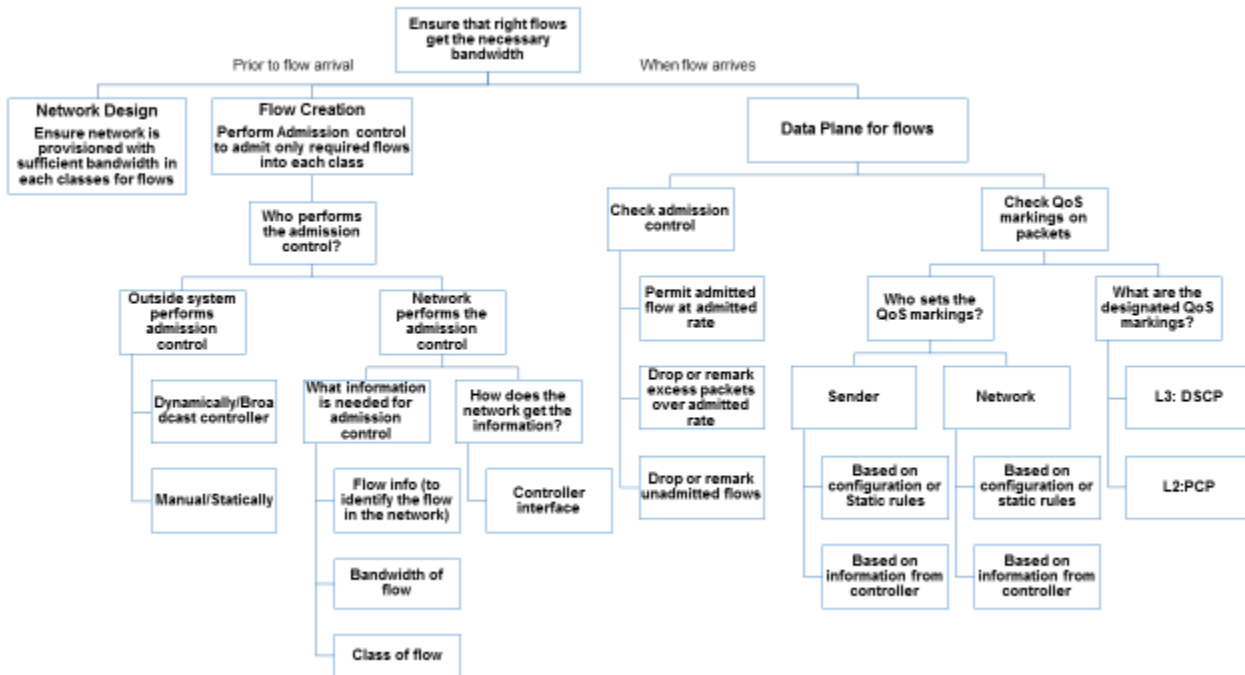 Ensure that right flows
get the necessary
bandwidth
Prior to flow arrival
When flow arrives
Network Design
Ensure network is
provisioned with
sufficient bandwidth in
each classes for flows
Flow Creation
Perform Admission control
to admit only required flows
into each class
Data Plane for flows
Who performs
the admission
control?
Check admission
control
Check QoS
markings on
packets
Outside system
performs
admission
control
Network
performs the
admission
control
Permit admitted
flow at admitted
rate
Who sets the
QoS markings?
What are the
designated QoS
markings?
Dynamically/Broa
dcast controller
What information
is needed for
admission
control
How does the
network get the
information?
Drop or remark
excess packets
over admitted
rate
Sender
Network
L3: DSCP
Manual/Statically
Flow info (to
identify the flow
in the network)
Controller
interface
Drop or remark
unadmitted flows
Based on
configuration or
Static rules
Based on
configuration or
static rules
L2:PCP
Bandwidth of
flow
Based on
information from
controller
Based on
information from
controller
Class of flow